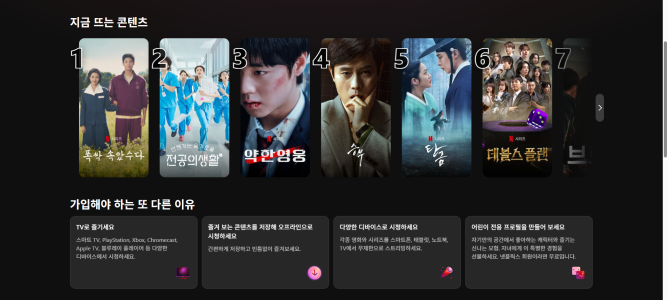 지금 뜨는 콘텐츠
1
2
3
4
5
6
7
시리즈
폭싹 속았수다
언젠가는 슬기로울
전공의생활
약한영웅
승부
시리즈
탄금
시리즈
데블스 플랜
가입해야 하는 또 다른 이유
TV로 즐기세요
스마트 TV, PlayStation, Xbox, Chromecast,
Apple TV, 블루레이 플레이어 등 다양한
디바이스에서 시청하세요.
즐겨 보는 콘텐츠를 저장해 오프라인으로
시청하세요
간편하게 저장하고 빈틈없이 즐겨보세요.
다양한 디바이스로 시청하세요
각종 영화와 시리즈를 스마트폰, 태블릿, 노트북,
TV에서 무제한으로 스트리밍하세요.
어린이 전용 프로필을 만들어 보세요
자기만의 공간에서 좋아하는 캐릭터와 즐기는
신나는 모험. 자녀에게 이 특별한 경험을
선물하세요. 넷플릭스 회원이라면 무료입니다.